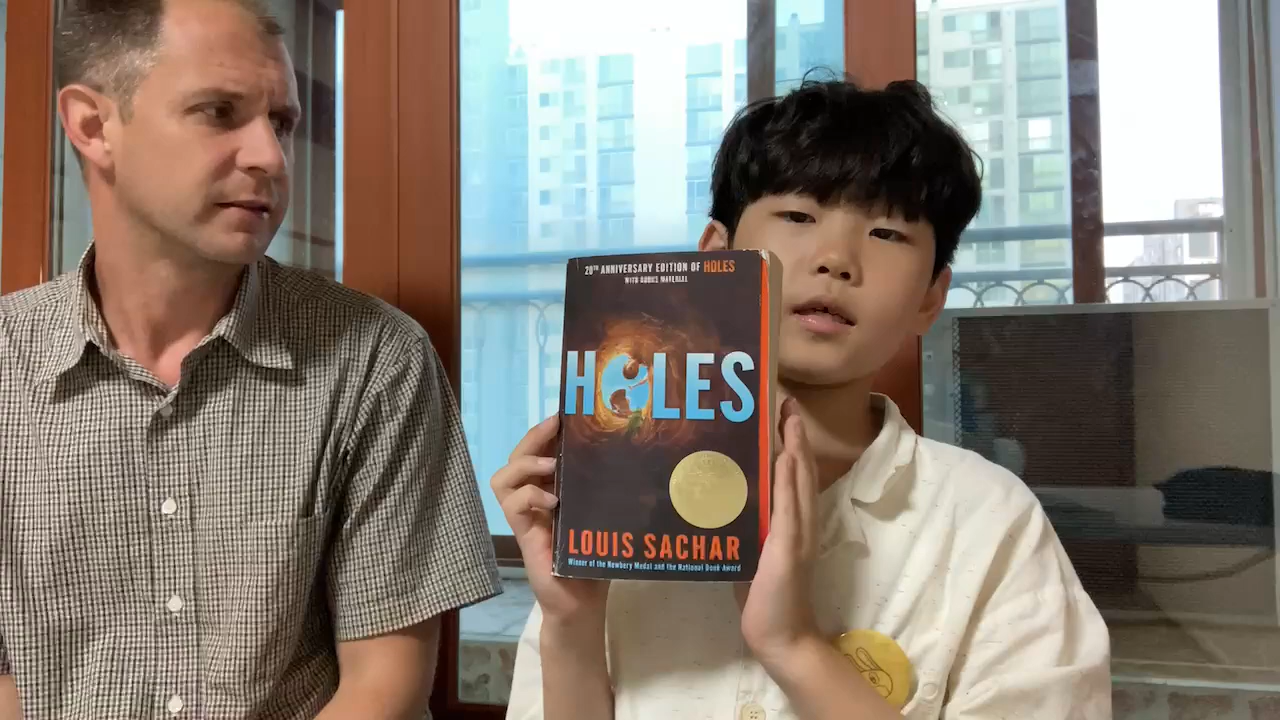 20TH ANNIVERSARY EDITION OF HOLES
WITH BONUS MATERIAL
HOLES
LOUIS SACHAR
Winner of the Newbery Medal and the National Book Award